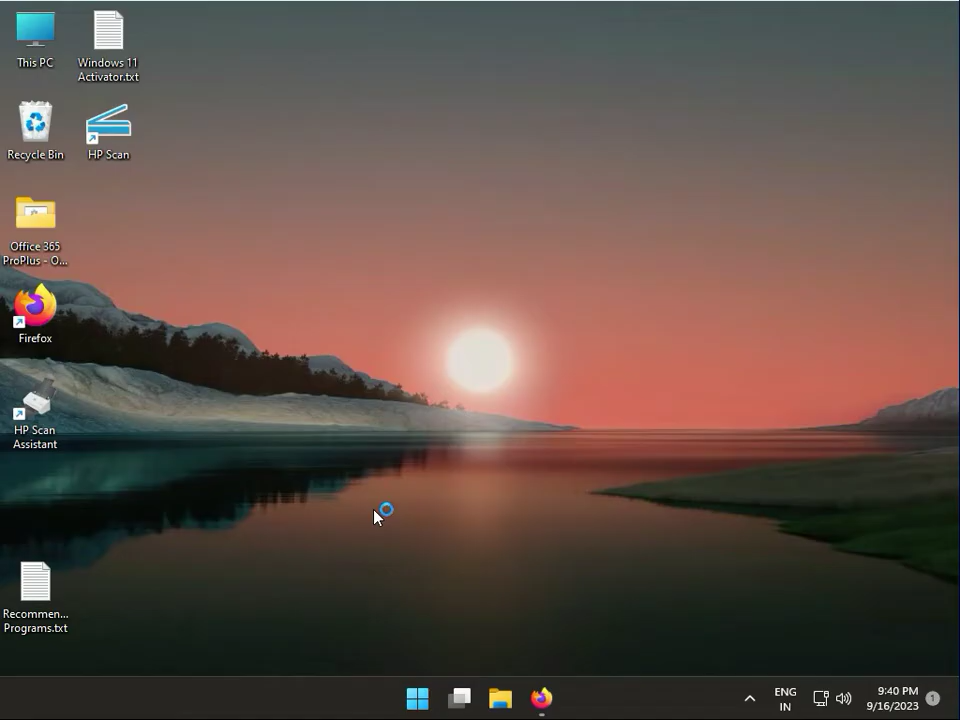 This PC
Windows 11
Activator.txt
Recycle Bin
HP Scan
Office 365
ProPlus - O...
Firefox
HP Scan
Assistant
Recommen...
Programs.txt
ENG
IN
9:40 PM
9/16/2023
1